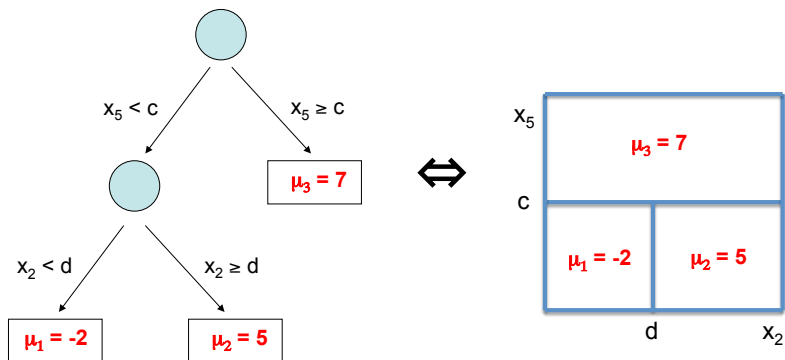 x₅ < c
x₅ ≥ c
μ₃ = 7
x₂ < d
x₂ ≥ d
μ₁ = -2
μ₂ = 5
⇔
x₅
μ₃ = 7
c
μ₁ = -2
μ₂ = 5
d
x₂